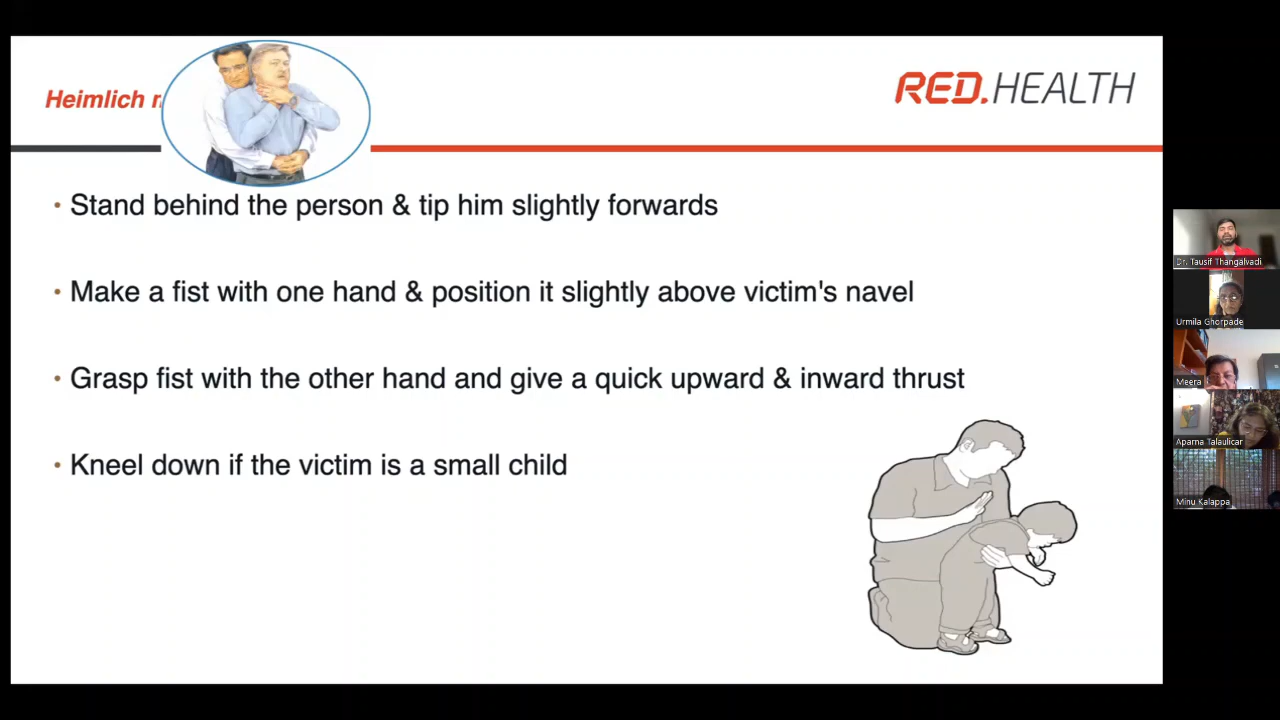 Heimlich
RED.HEALTH
• Stand behind the person & tip him slightly forwards
• Make a fist with one hand & position it slightly above victim's navel
• Grasp fist with the other hand and give a quick upward & inward thrust
• Kneel down if the victim is a small child
Dr. Tausif Thangalvadi
Urmila Ghorpade
Meera
Aparna Talaulicar
Minu Kalappa